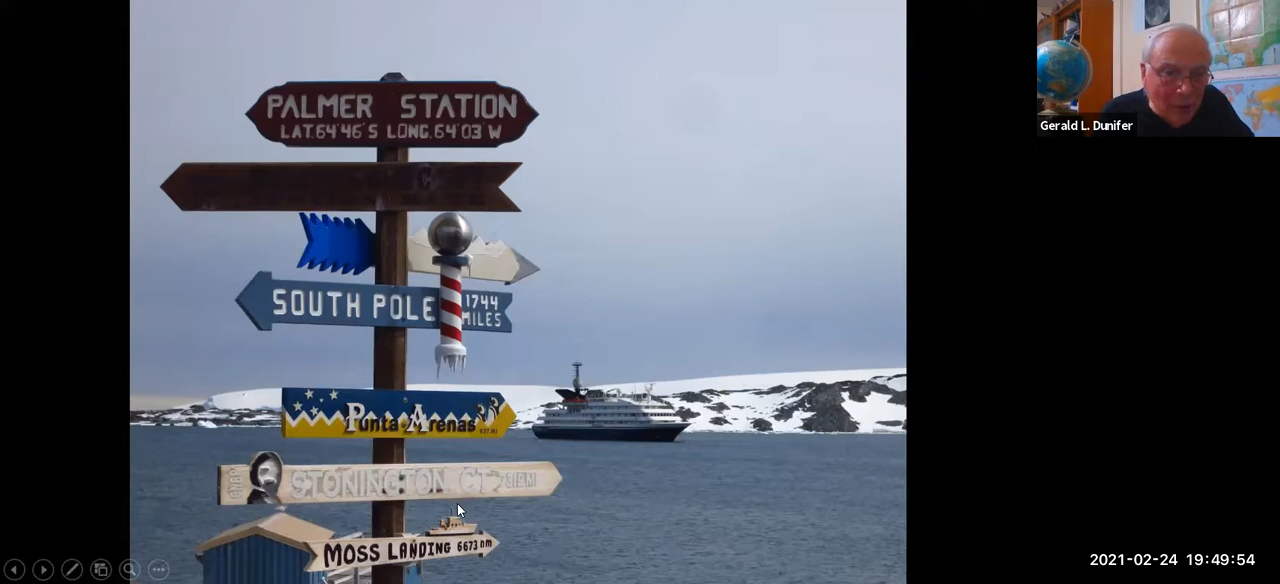 PALMER STATION
LAT.64°46'S LONG.64°03 W
SOUTH POLE
1744
MILES
Punta Arenas
STONINGTON CT
MOSS LANDING 6673 nm
Gerald L. Dunifer
2021-02-24 19:49:54